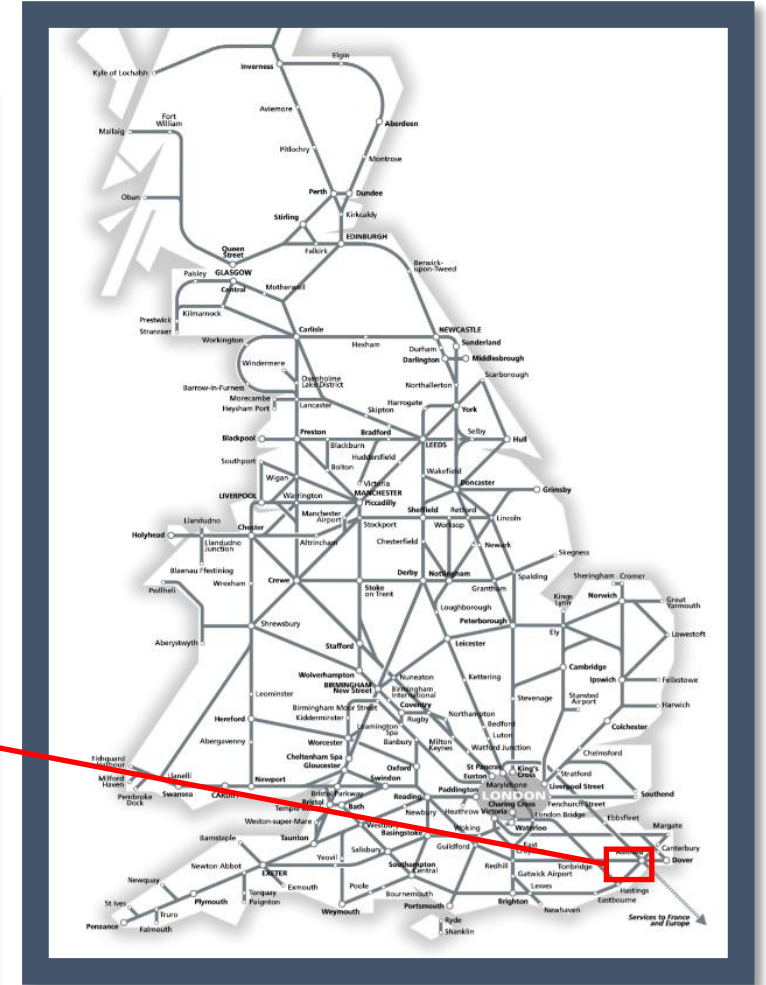 Elgin
Inverness
Kyle of Lochalsh
Aviemore
Fort
William
Mallaig
Aberdeen
Pitlochry
Montrose
Perth
Dundee
Oban
Kirkcaldy
Stirling
EDINBURGH
Falkirk
Queen
Street
GLASGOW
Central
Paisley
Motherwell
Berwick-
upon-Tweed
Kilmarnock
Prestwick
Stranraer
Carlisle
NEWCASTLE
Workington
Hexham
Sunderland
Durham
Darlington
Middlesbrough
Windermere
Oxenholme
Lake District
Scarborough
Barrow-in-Furness
Northallerton
Morecambe
Heysham Port
Lancaster
Harrogate
Skipton
York
Preston
Bradford
Selby
Blackpool
Blackburn
LEEDS
Hull
Southport
Huddersfield
Bolton
Wakefield
Wigan
Victoria
MANCHESTER
Piccadilly
Doncaster
Grimsby
LIVERPOOL
Warrington
Sheffield
Retford
Manchester
Airport
Stockport
Worksop
Lincoln
Llandudno
Chester
Holyhead
Llandudno
Junction
Altrincham
Chesterfield
Newark
Skegness
Blaenau Ffestiniog
Derby
Nottingham
Pwllheli
Wrexham
Crewe
Stoke
on Trent
Grantham
Spalding
Sheringham
Cromer
Kings
Lynn
Norwich
Great
Yarmouth
Loughborough
Peterborough
Shrewsbury
Ely
Lowestoft
Aberystwyth
Stafford
Leicester
Cambridge
Wolverhampton
BIRMINGHAM
New Street
Nuneaton
Birmingham
International
Kettering
Ipswich
Felixstowe
Leominster
Stevenage
Stansted
Airport
Harwich
Birmingham Moor Street
Coventry
Kidderminster
Rugby
Northampton
Hereford
Leamington
Spa
Bedford
Colchester
Worcester
Banbury
Milton
Keynes
Luton
Abergavenny
Watford Junction
Chelmsford
Cheltenham Spa
Gloucester
Oxford
St Pancras
Euston
King's
Cross
Stratford
Fishguard
Harbour
Llanelli
Newport
Swindon
Marylebone
Liverpool Street
Milford
Haven
Paddington
LONDON
Southend
Pembroke
Dock
Swansea
Bristol Parkway
Reading
Charing Cross
Fenchurch Street
Bristol
Bath
Newbury
Heathrow
Victoria
London Bridge
Ebbsfleet
Weston-super-Mare
Basingstoke
Woking
Waterloo
Margate
Barnstaple
Taunton
Salisbury
Guildford
East
Canterbury
Yeovil
Southampton
Central
Redhill
Tonbridge
Dover
Newton Abbot
EXETER
Gatwick Airport
Newquay
Exmouth
Poole
Lewes
Hastings
Torquay
Paignton
Bournemouth
Eastbourne
St Ives
Plymouth
Weymouth
Portsmouth
Brighton
Newhaven
Truro
Penzance
Falmouth
Ryde
Shanklin
Services to France
and Europe